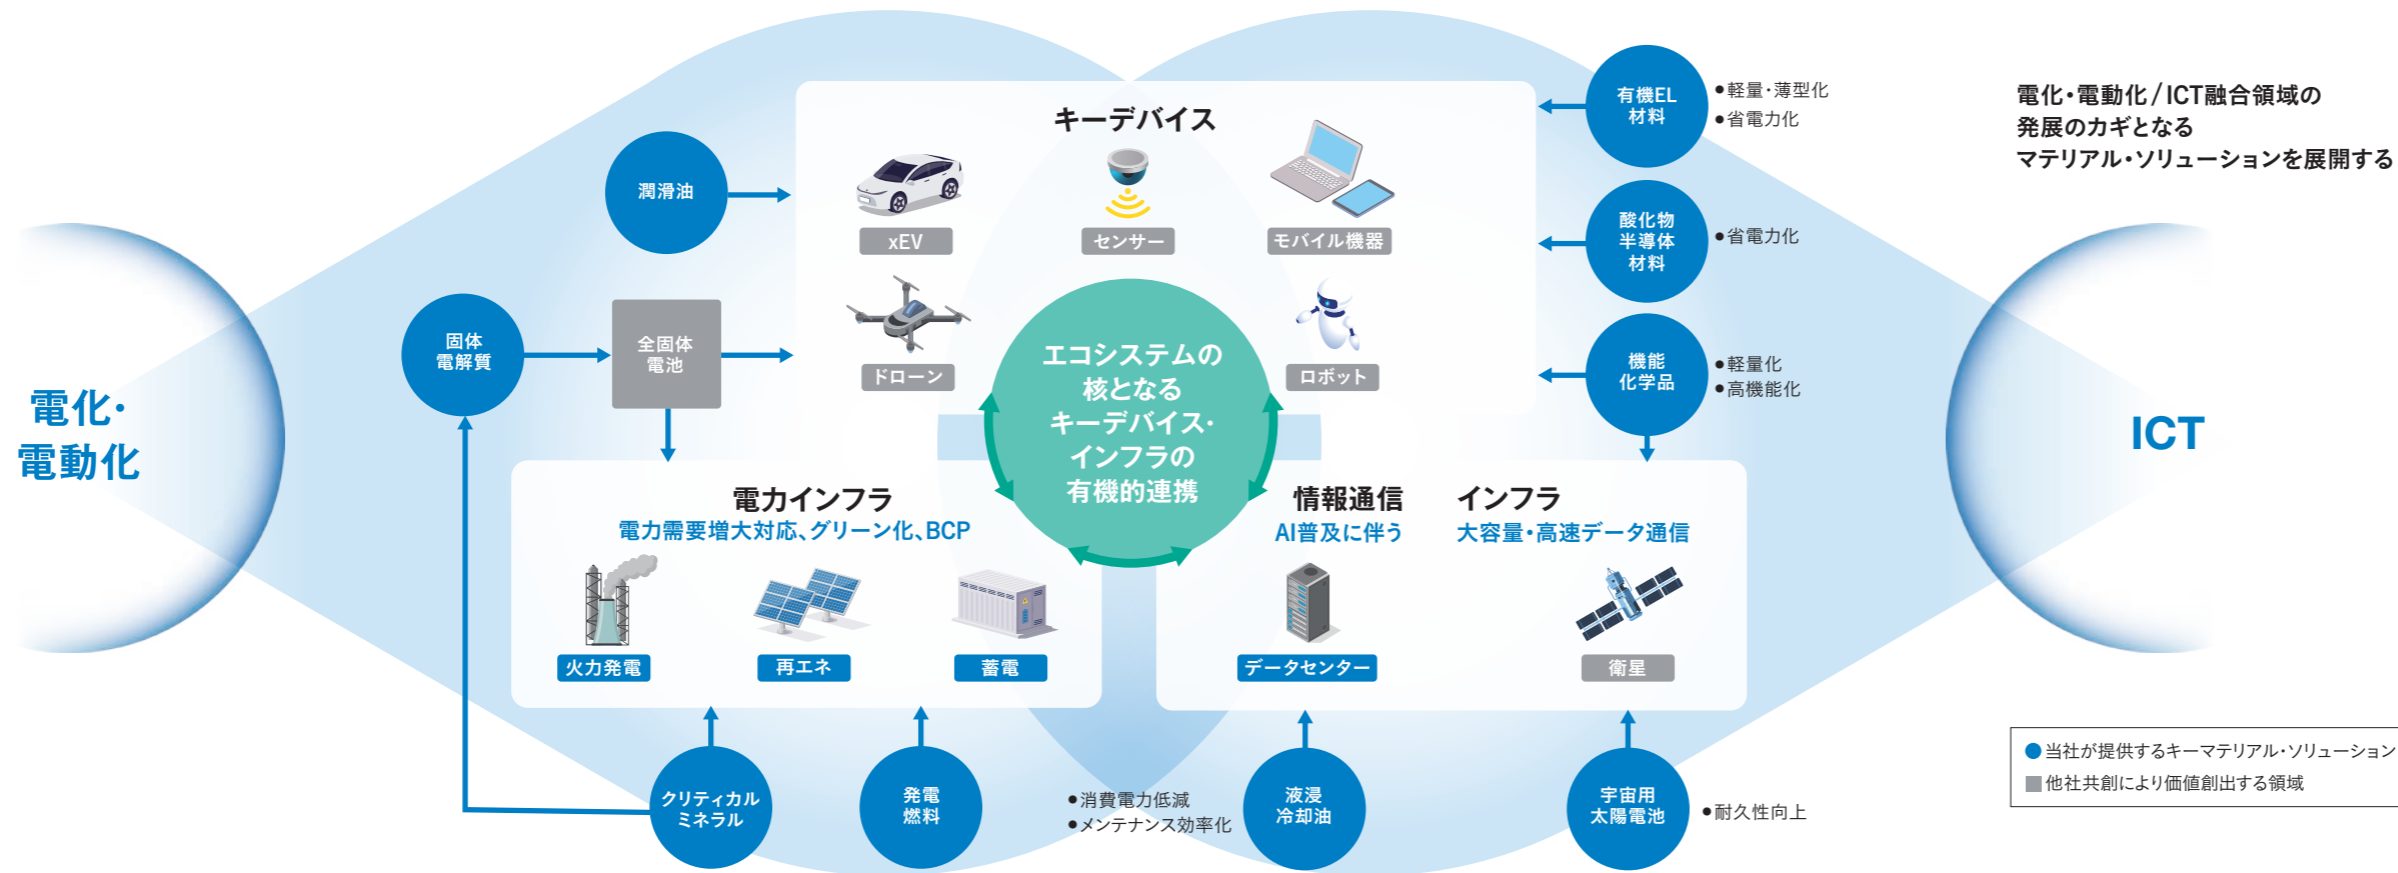 電化・
電動化
潤滑油
固体
電解質
全固体
電池
キーデバイス
xEV
センサー
モバイル機器
ドローン
ロボット
エコシステムの
核となる
キーデバイス・
インフラの
有機的連携
電力インフラ
電力需要増大対応、グリーン化、BCP
火力発電
再エネ
蓄電
情報通信 インフラ
AI普及に伴う 大容量・高速データ通信
データセンター
衛星
クリティカル
ミネラル
発電
燃料
●消費電力低減
●メンテナンス効率化
液浸
冷却油
宇宙用
太陽電池
●耐久性向上
有機EL
材料
●軽量・薄型化
●省電力化
酸化物
半導体
材料
●省電力化
機能
化学品
●軽量化
●高機能化
電化・電動化/ICT融合領域の
発展のカギとなる
マテリアル・ソリューションを展開する
ICT
●当社が提供するキーマテリアル・ソリューション
■他社共創により価値創出する領域